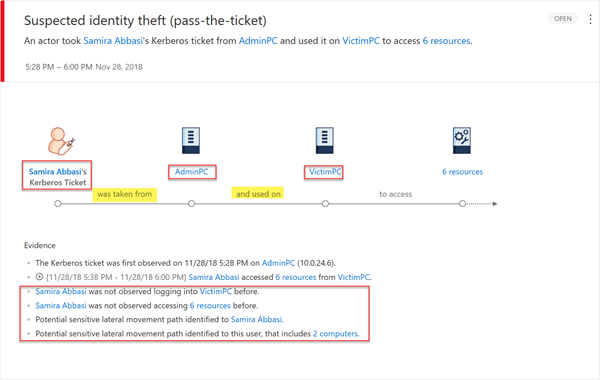 Suspected identity theft (pass-the-ticket)
OPEN
An actor took Samira Abbasi's Kerberos ticket from AdminPC and used it on VictimPC to access 6 resources.
5:28 PM – 6:00 PM Nov 28, 2018
Samira Abbasi's
Kerberos Ticket
AdminPC
VictimPC
6 resources
was taken from
and used on
to access
Evidence
The Kerberos ticket was first observed on 11/28/18 5:28 PM on AdminPC (10.0.24.6).
[11/28/18 5:38 PM - 11/28/18 6:00 PM] Samira Abbasi accessed 6 resources from VictimPC.
Samira Abbasi was not observed logging into VictimPC before.
Samira Abbasi was not observed accessing 6 resources before.
Potential sensitive lateral movement path identified to Samira Abbasi.
Potential sensitive lateral movement path identified to this user, that includes 2 computers.